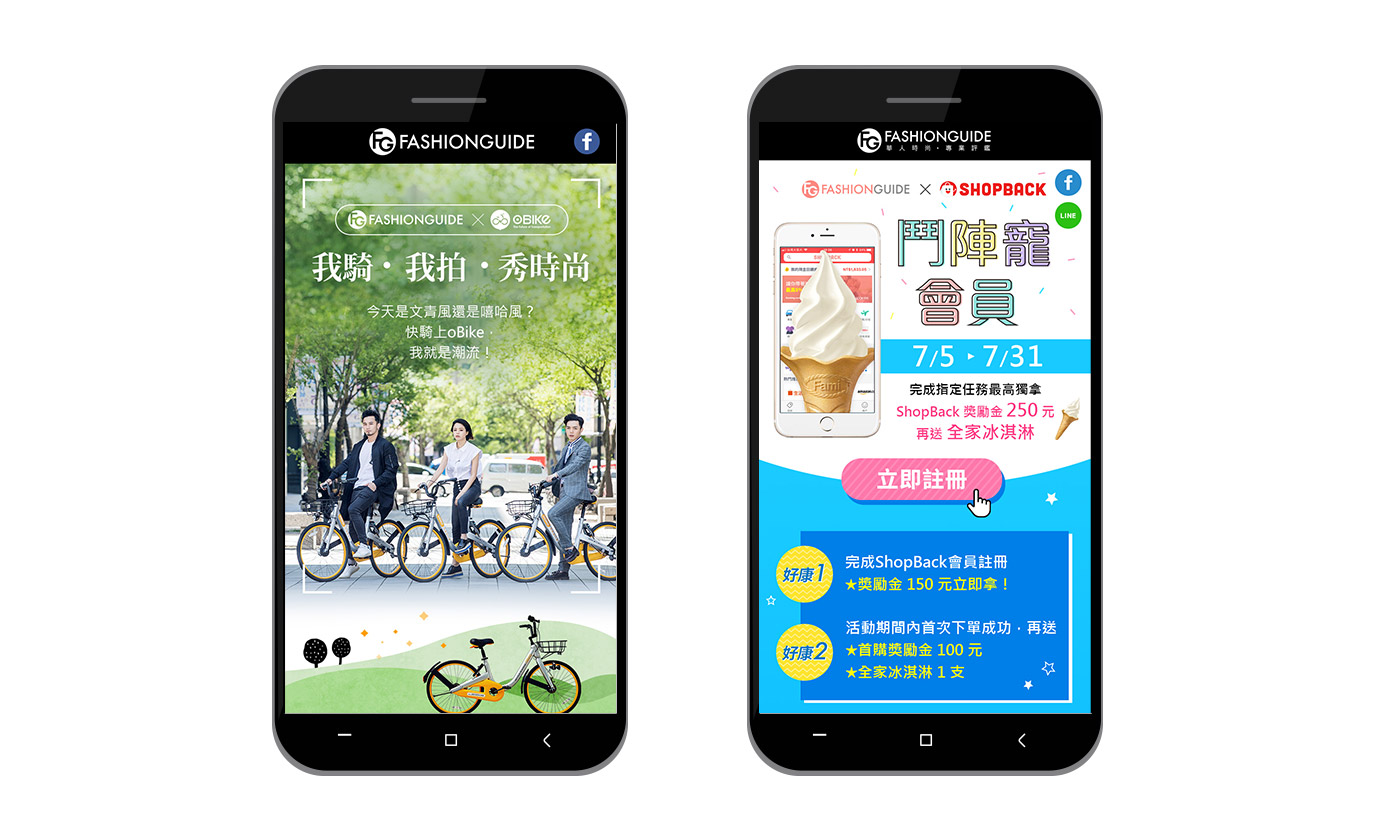 FG FASHIONGUIDE
f
FG FASHIONGUIDE × OBIKE
我騎・我拍・秀時尚
今天是文青風還是嘻哈風？
快騎上oBike，
我就是潮流！
FG FASHIONGUIDE
華人時尚・專業評鑑
FG FASHIONGUIDE × SHOPBACK
f
LINE
鬥陣寵
會員
7/5 ▸ 7/31
Fami
完成指定任務最高獨拿
ShopBack 獎勵金 250 元
再送 全家冰淇淋
立即註冊
好康1
完成ShopBack會員註冊
★獎勵金 150 元立即拿！
好康2
活動期間內首次下單成功，再送
★首購獎勵金 100 元
★全家冰淇淋 1 支